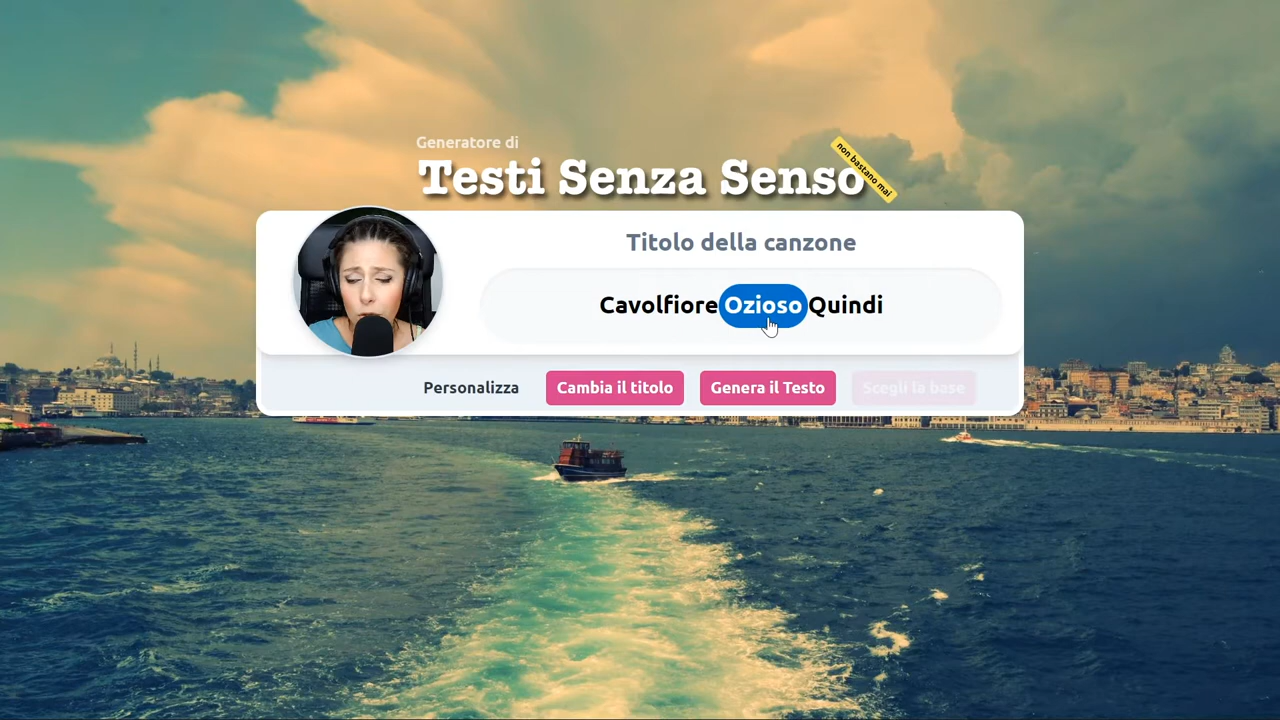 Generatore di
Testi Senza Senso
non bastano mai
Titolo della canzone
Cavolfiore Ozioso Quindi
Personalizza Cambia il titolo Genera il Testo Scegli la base